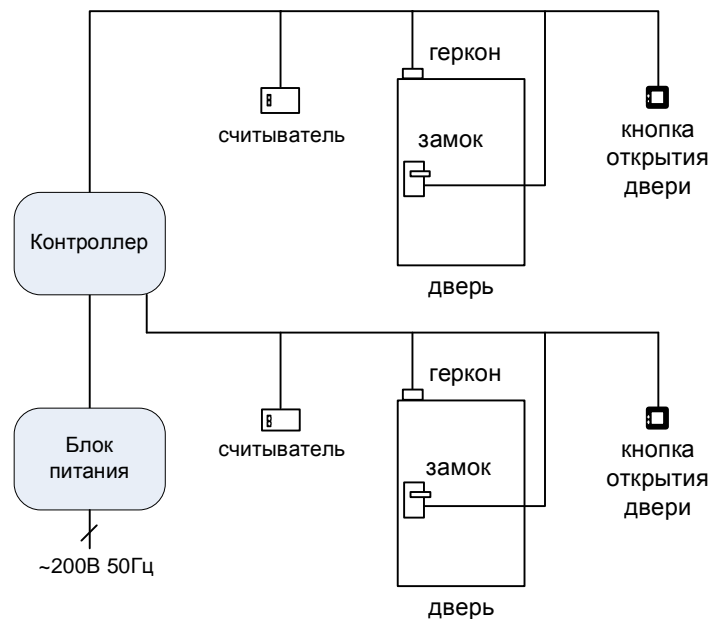 геркон
считыватель
замок
кнопка
открытия
двери
Контроллер
дверь
геркон
считыватель
замок
кнопка
открытия
двери
Блок
питания
~200В 50Гц
дверь